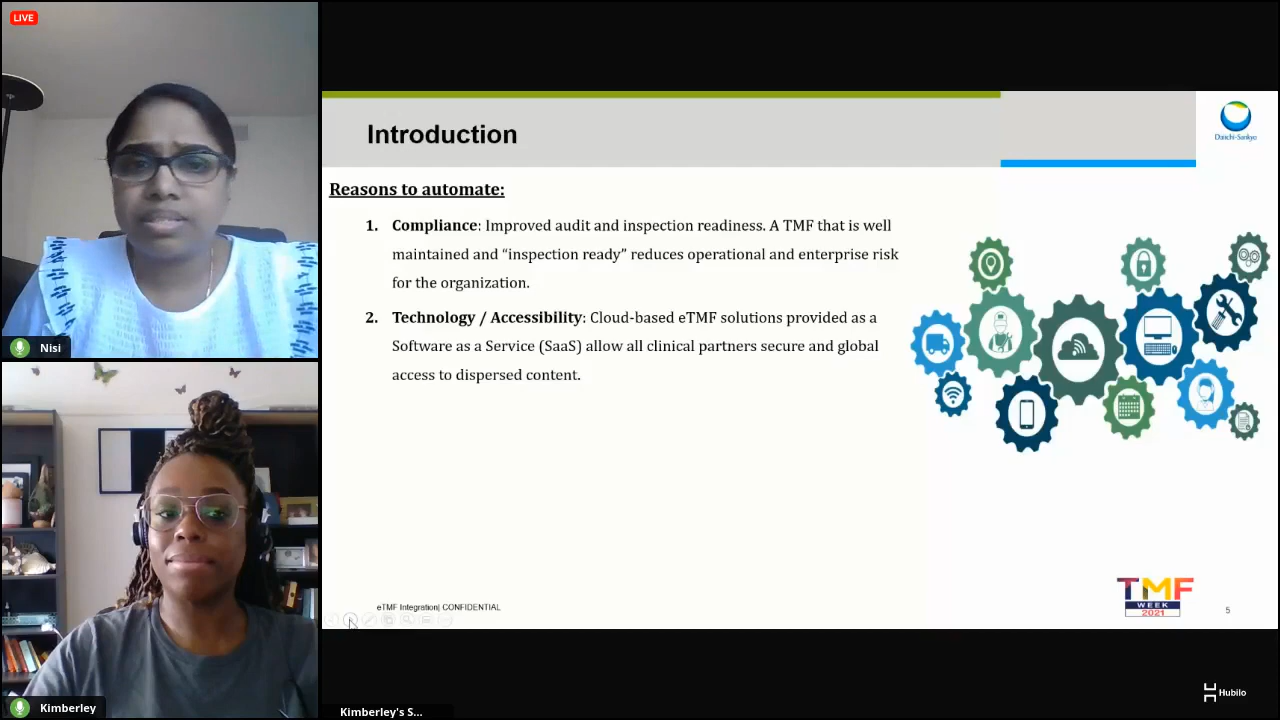 LIVE
Introduction
Daiichi-Sankyo
Reasons to automate:
1. Compliance: Improved audit and inspection readiness. A TMF that is well
maintained and “inspection ready” reduces operational and enterprise risk
for the organization.
2. Technology / Accessibility: Cloud-based eTMF solutions provided as a
Software as a Service (SaaS) allow all clinical partners secure and global
access to dispersed content.
Nisi
TMF
WEEK
2021
eTMF Integration| CONFIDENTIAL
5
Kimberley
Kimberley's S...
Hubilo